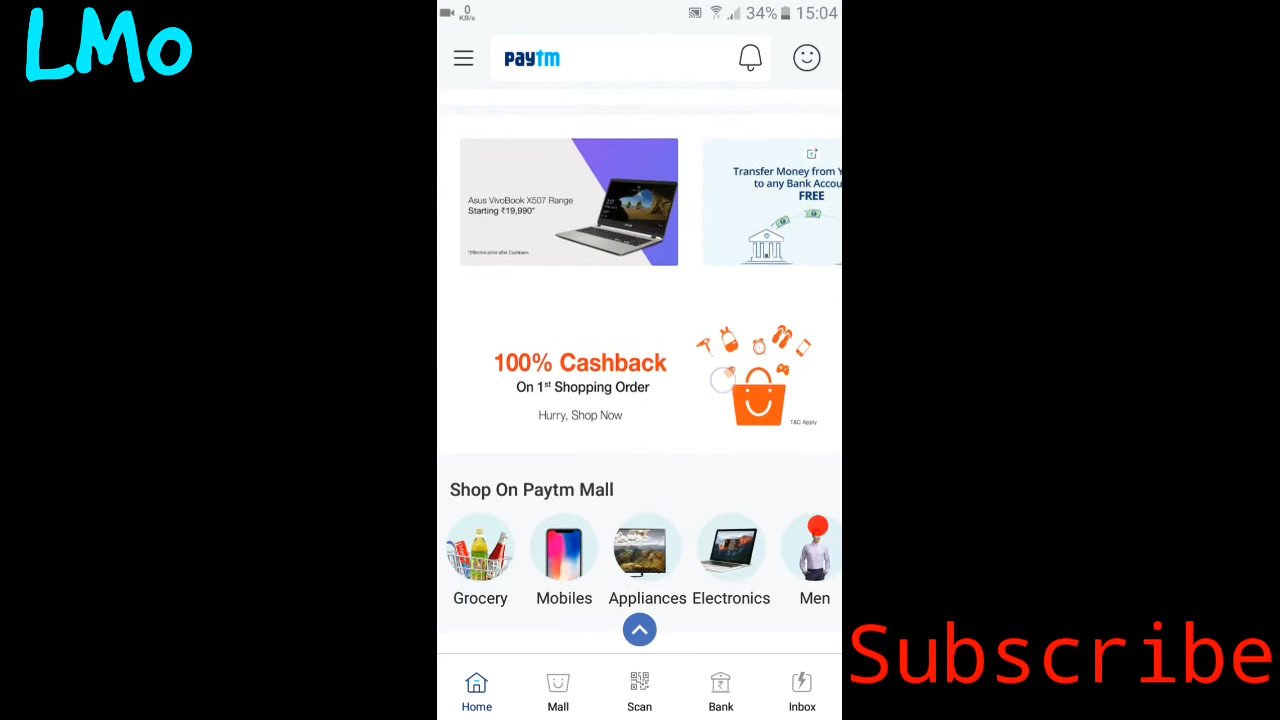 LMo
0
KB/s
34%
15:04
paytm
Asus VivoBook X507 Range
Starting ₹19,990*
*Effective price after Cashback
Transfer Money from Y
to any Bank Accou
FREE
100% Cashback
On 1st Shopping Order
Hurry, Shop Now
T&C Apply
Shop On Paytm Mall
Grocery
Mobiles
Appliances
Electronics
Men
Subscribe
Home
Mall
Scan
Bank
Inbox